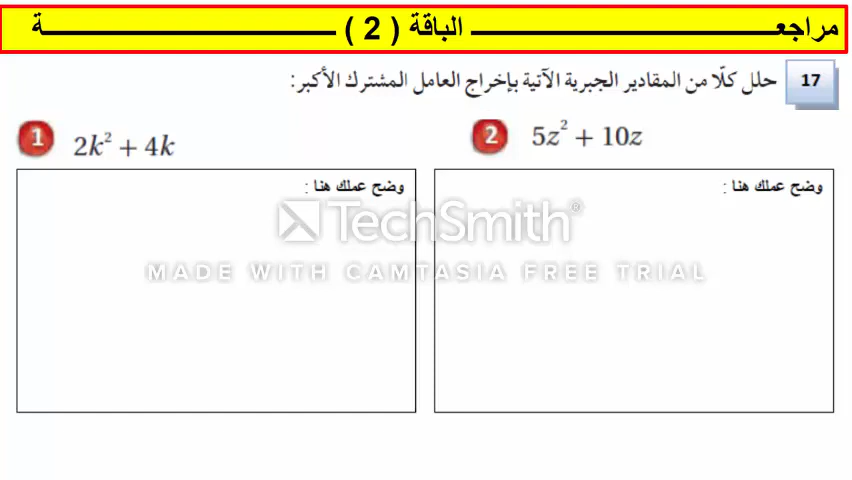 مراجعـــــــــــــــــــــــــ الباقة ( 2 ) ـــــــــــــــــــــــــة
17 حلل كلًّا من المقادير الجبرية الآتية بإخراج العامل المشترك الأكبر:
1 2k² + 4k
2 5z² + 10z
وضح عملك هنا :
وضح عملك هنا :
TechSmith®
MADE WITH CAMTASIA FREE TRIAL